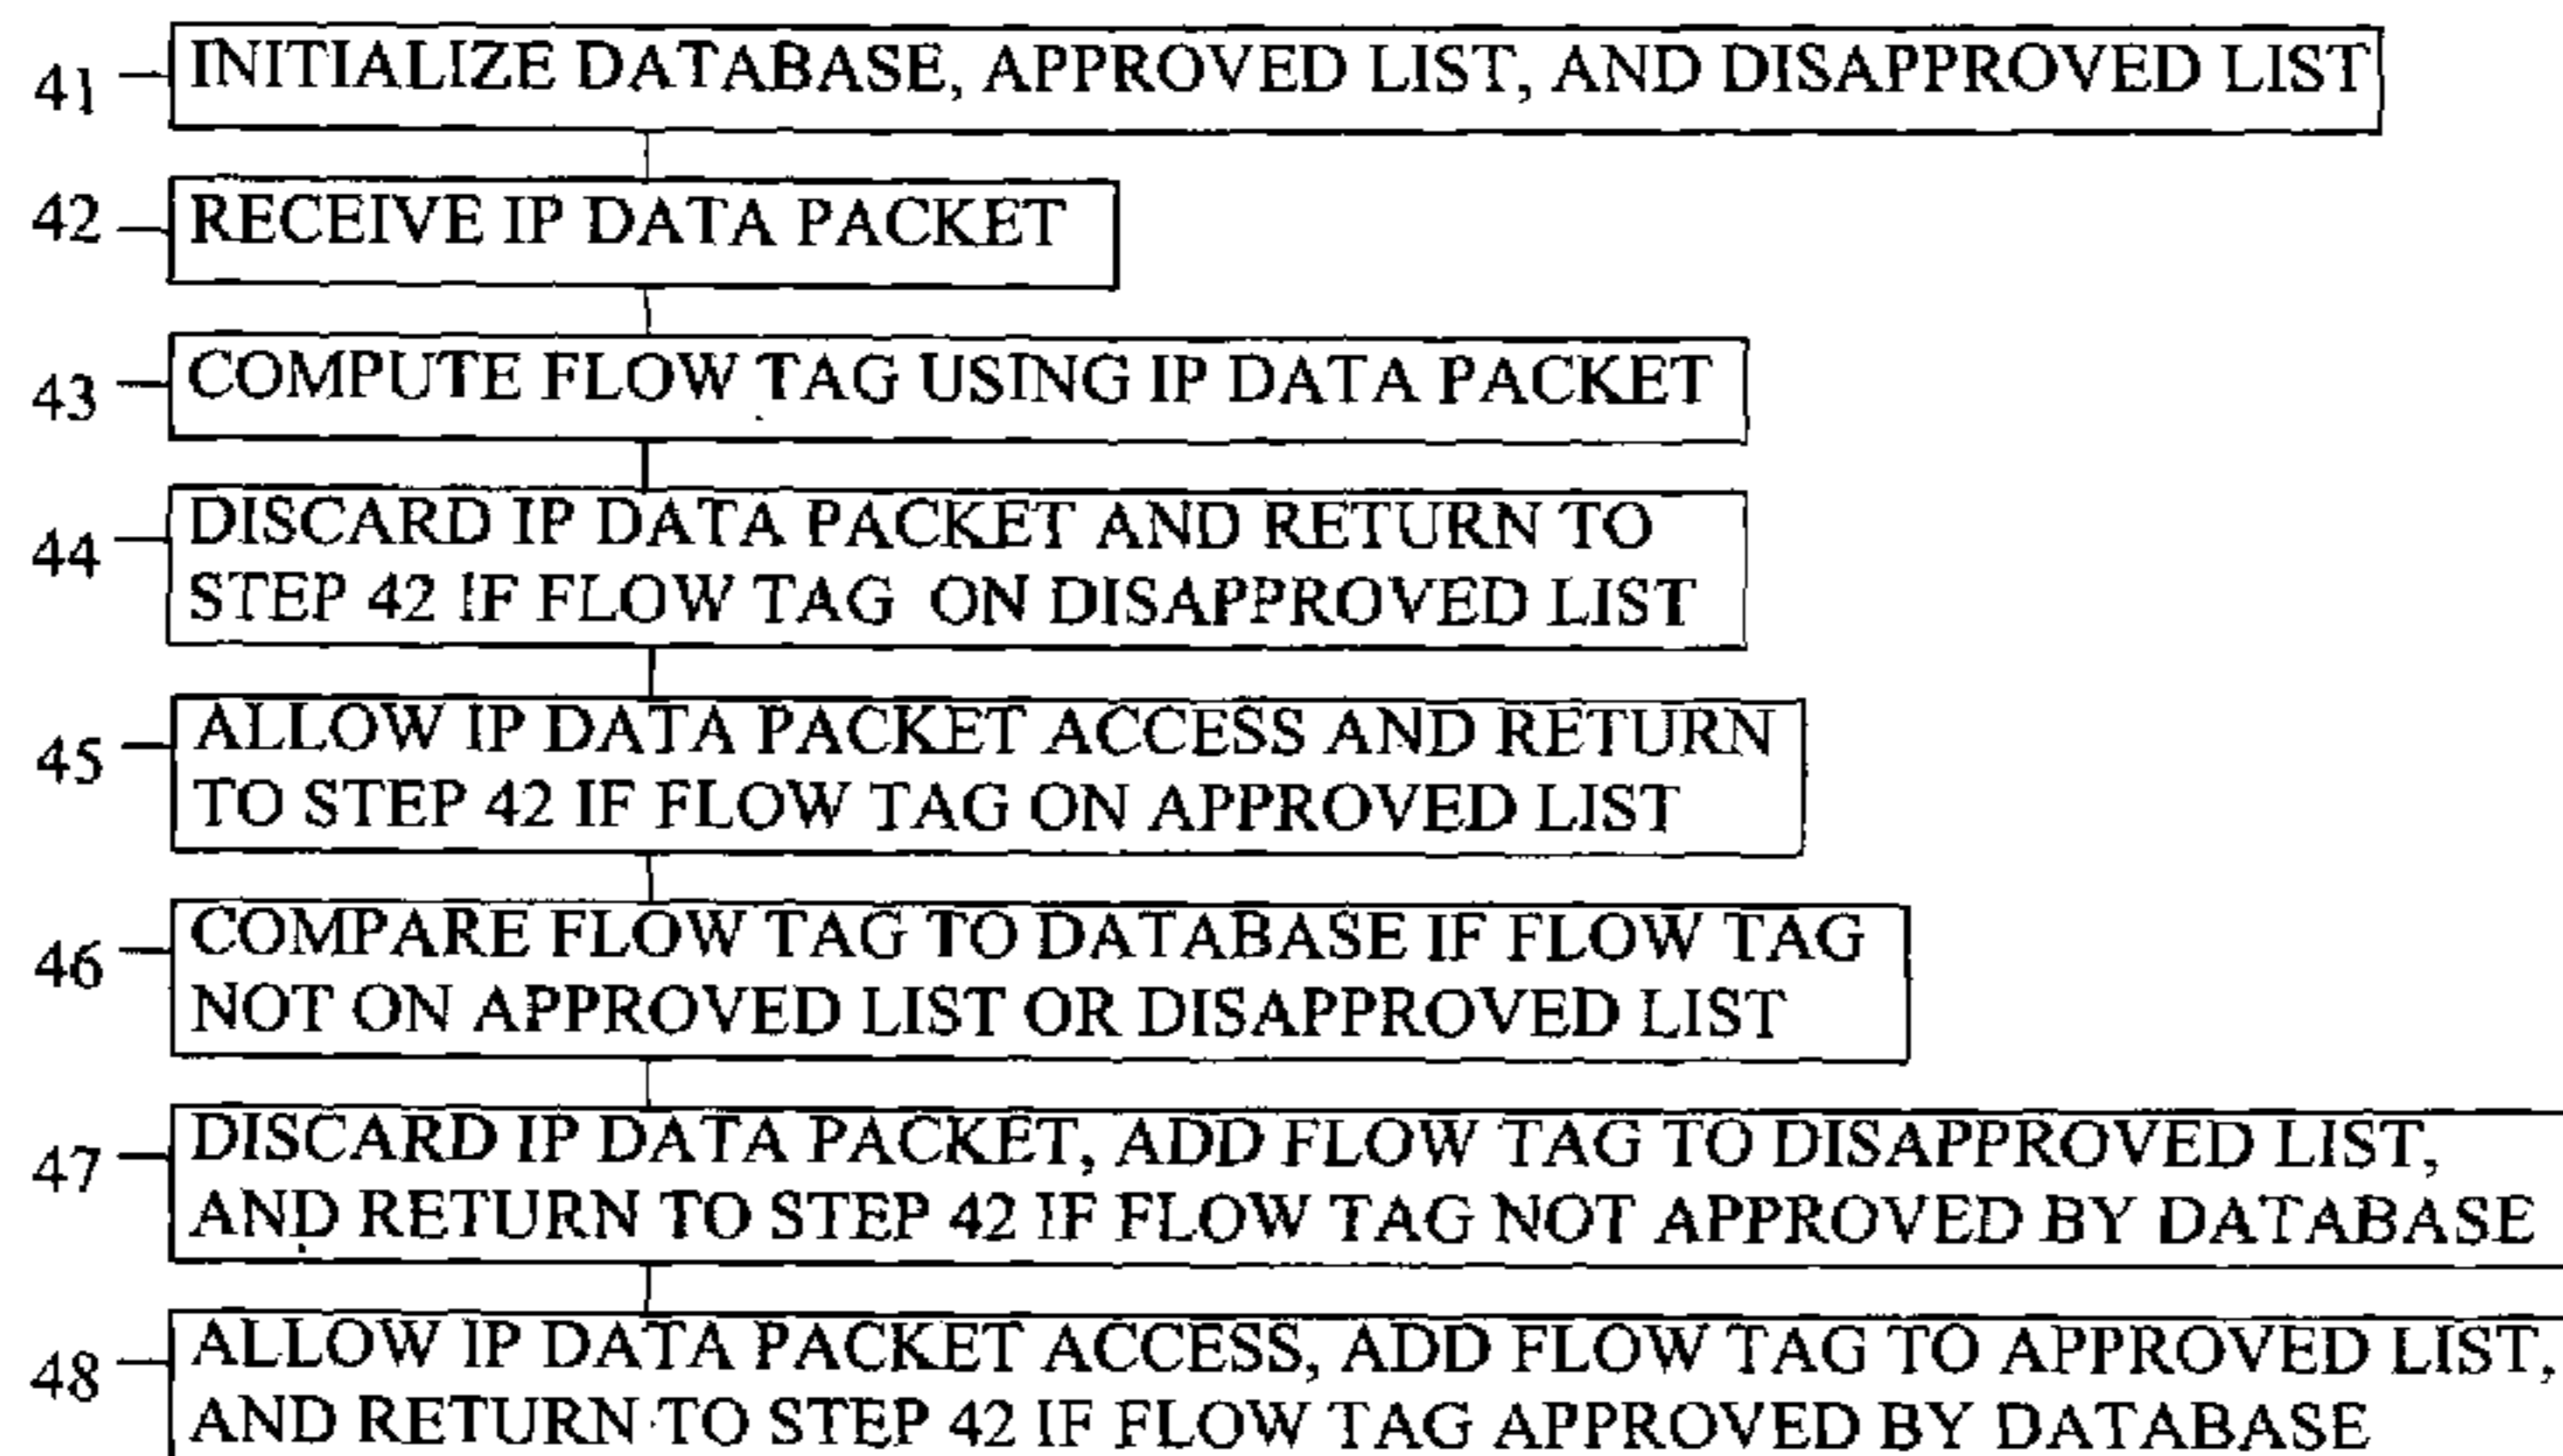 41 INITIALIZE DATABASE, APPROVED LIST, AND DISAPPROVED LIST
42 RECEIVE IP DATA PACKET
43 COMPUTE FLOW TAG USING IP DATA PACKET
44 DISCARD IP DATA PACKET AND RETURN TO
STEP 42 IF FLOW TAG ON DISAPPROVED LIST
45 ALLOW IP DATA PACKET ACCESS AND RETURN
TO STEP 42 IF FLOW TAG ON APPROVED LIST
46 COMPARE FLOW TAG TO DATABASE IF FLOW TAG
NOT ON APPROVED LIST OR DISAPPROVED LIST
47 DISCARD IP DATA PACKET, ADD FLOW TAG TO DISAPPROVED LIST,
AND RETURN TO STEP 42 IF FLOW TAG NOT APPROVED BY DATABASE
48 ALLOW IP DATA PACKET ACCESS, ADD FLOW TAG TO APPROVED LIST,
AND RETURN TO STEP 42 IF FLOW TAG APPROVED BY DATABASE